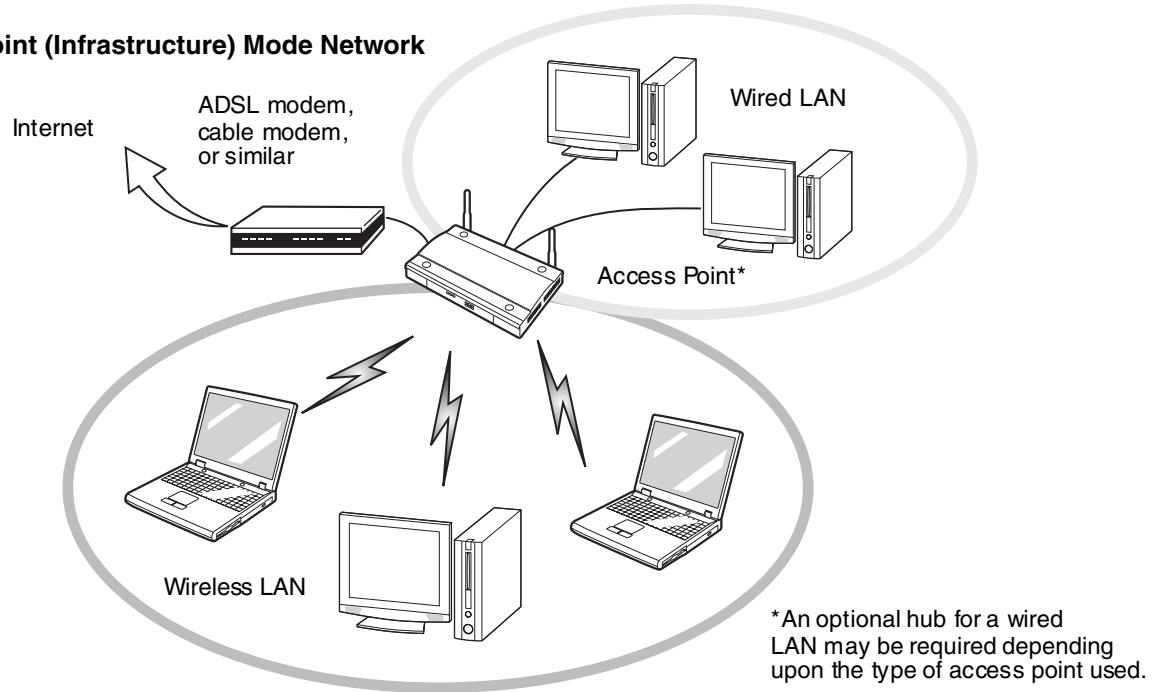 oint (Infrastructure) Mode Network
Internet
ADSL modem,
cable modem,
or similar
Wired LAN
Access Point*
Wireless LAN
*An optional hub for a wired
LAN may be required depending
upon the type of access point used.